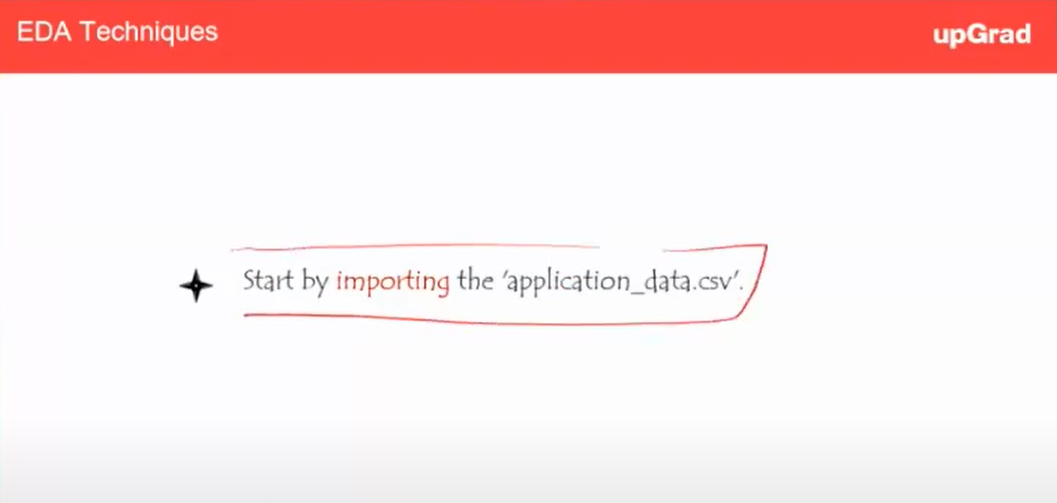 EDA Techniques
upGrad
Start by importing the 'application_data.csv'.